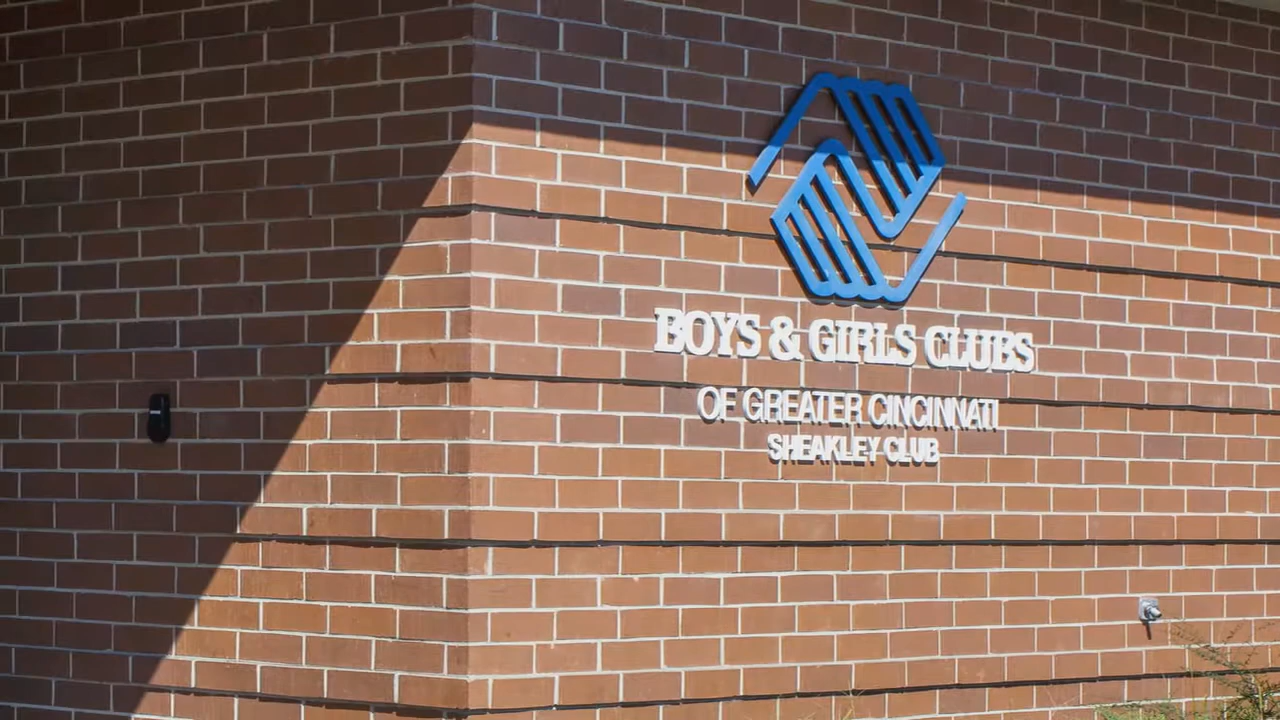 BOYS & GIRLS CLUBS
OF GREATER CINCINNATI
SHEAKLEY CLUB